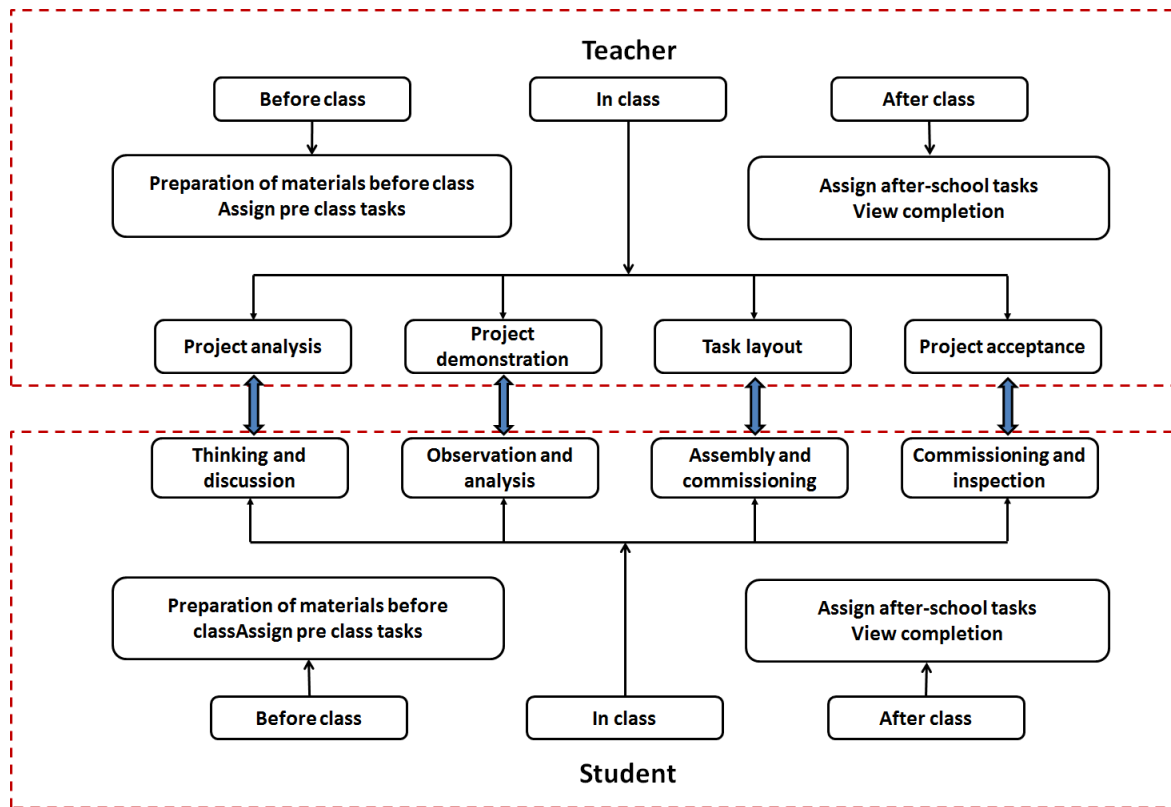 Teacher
Before class
In class
After class
Preparation of materials before class
Assign pre class tasks
Assign after-school tasks
View completion
Project analysis
Project
demonstration
Task layout
Project acceptance
Thinking and
discussion
Observation and
analysis
Assembly and
commissioning
Commissioning and
inspection
Preparation of materials before
classAssign pre class tasks
Assign after-school tasks
View completion
Before class
In class
After class
Student